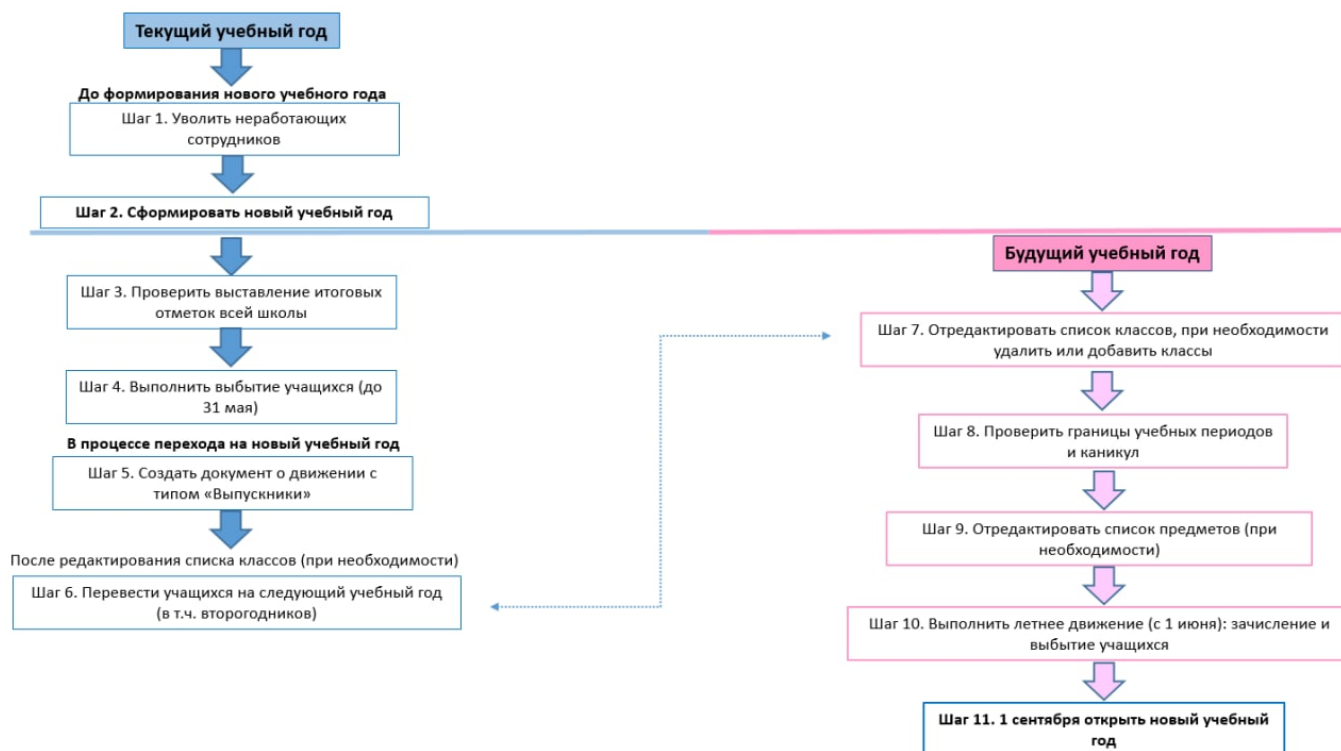 Текущий учебный год
До формирования нового учебного года
Шаг 1. Уволить неработающих
сотрудников
Шаг 2. Сформировать новый учебный год
Шаг 3. Проверить выставление итоговых
отметок всей школы
Шаг 4. Выполнить выбытие учащихся (до
31 мая)
В процессе перехода на новый учебный год
Шаг 5. Создать документ о движении с
типом «Выпускники»
После редактирования списка классов (при необходимости)
Шаг 6. Перевести учащихся на следующий учебный год
(в т.ч. второгодников)
Будущий учебный год
Шаг 7. Отредактировать список классов, при необходимости
удалить или добавить классы
Шаг 8. Проверить границы учебных периодов
и каникул
Шаг 9. Отредактировать список предметов (при
необходимости)
Шаг 10. Выполнить летнее движение (с 1 июня): зачисление и
выбытие учащихся
Шаг 11. 1 сентября открыть новый учебный
год